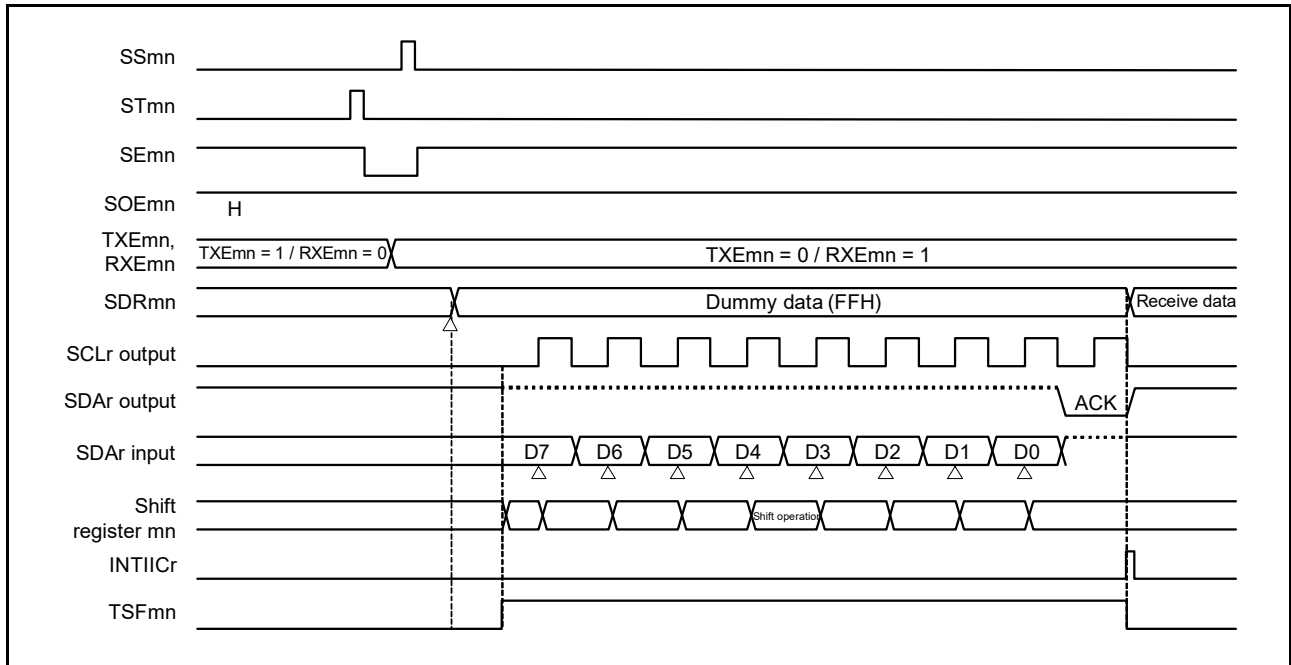 SSmn
STmn
SEmn
SOEmn
H
TXEmn,
RXEmn
TXEmn = 1 / RXEmn = 0
TXEmn = 0 / RXEmn = 1
SDRmn
Dummy data (FFH)
Receive data
SCLr output
SDAr output
ACK
SDAr input
D7 D6 D5 D4 D3 D2 D1 D0
Shift
register mn
Shift operation
INTIICr
TSFmn